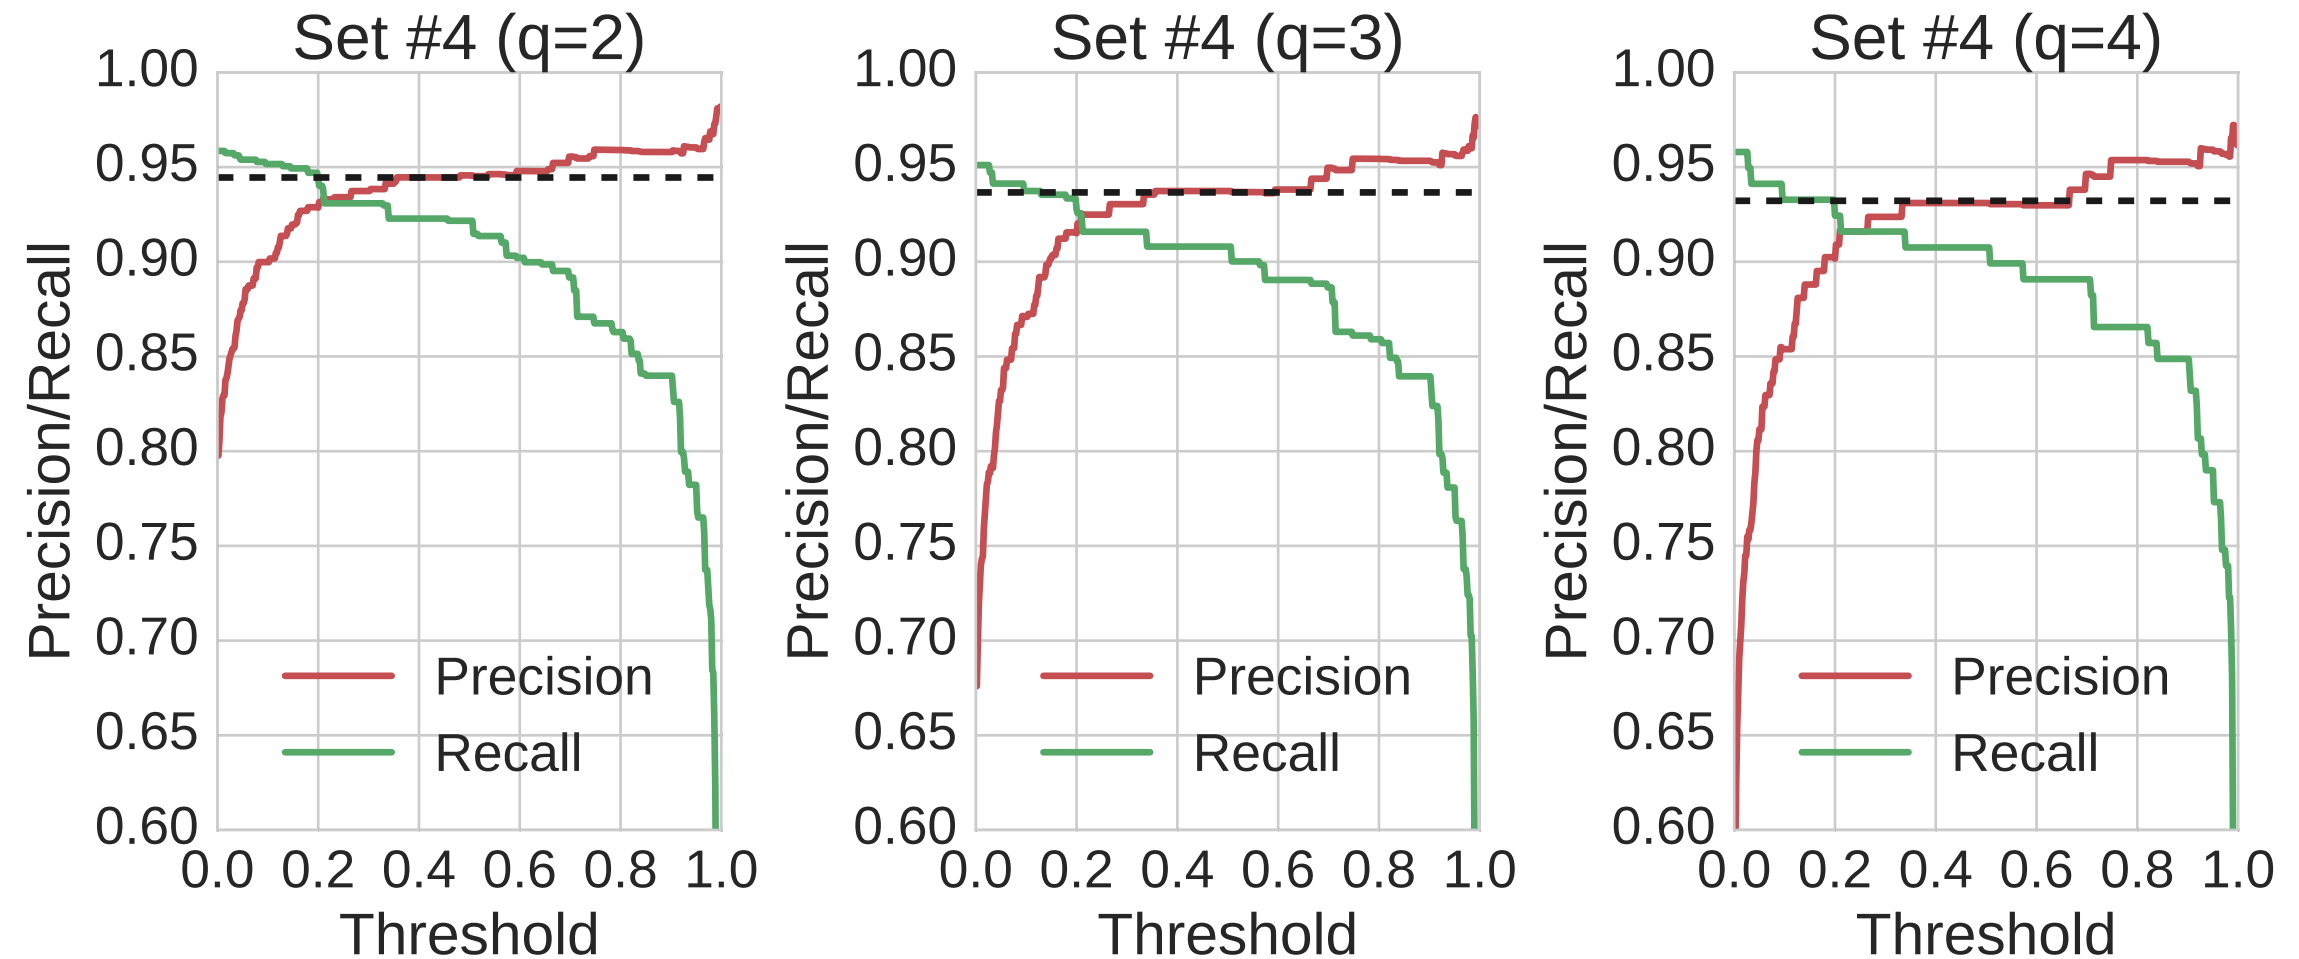 Set #4 (q=2)
Precision/Recall
1.00
0.95
0.90
0.85
0.80
0.75
0.70
0.65
0.60
Precision
Recall
0.0 0.2 0.4 0.6 0.8 1.0
Threshold
Set #4 (q=3)
Precision/Recall
1.00
0.95
0.90
0.85
0.80
0.75
0.70
0.65
0.60
Precision
Recall
0.0 0.2 0.4 0.6 0.8 1.0
Threshold
Set #4 (q=4)
Precision/Recall
1.00
0.95
0.90
0.85
0.80
0.75
0.70
0.65
0.60
Precision
Recall
0.0 0.2 0.4 0.6 0.8 1.0
Threshold